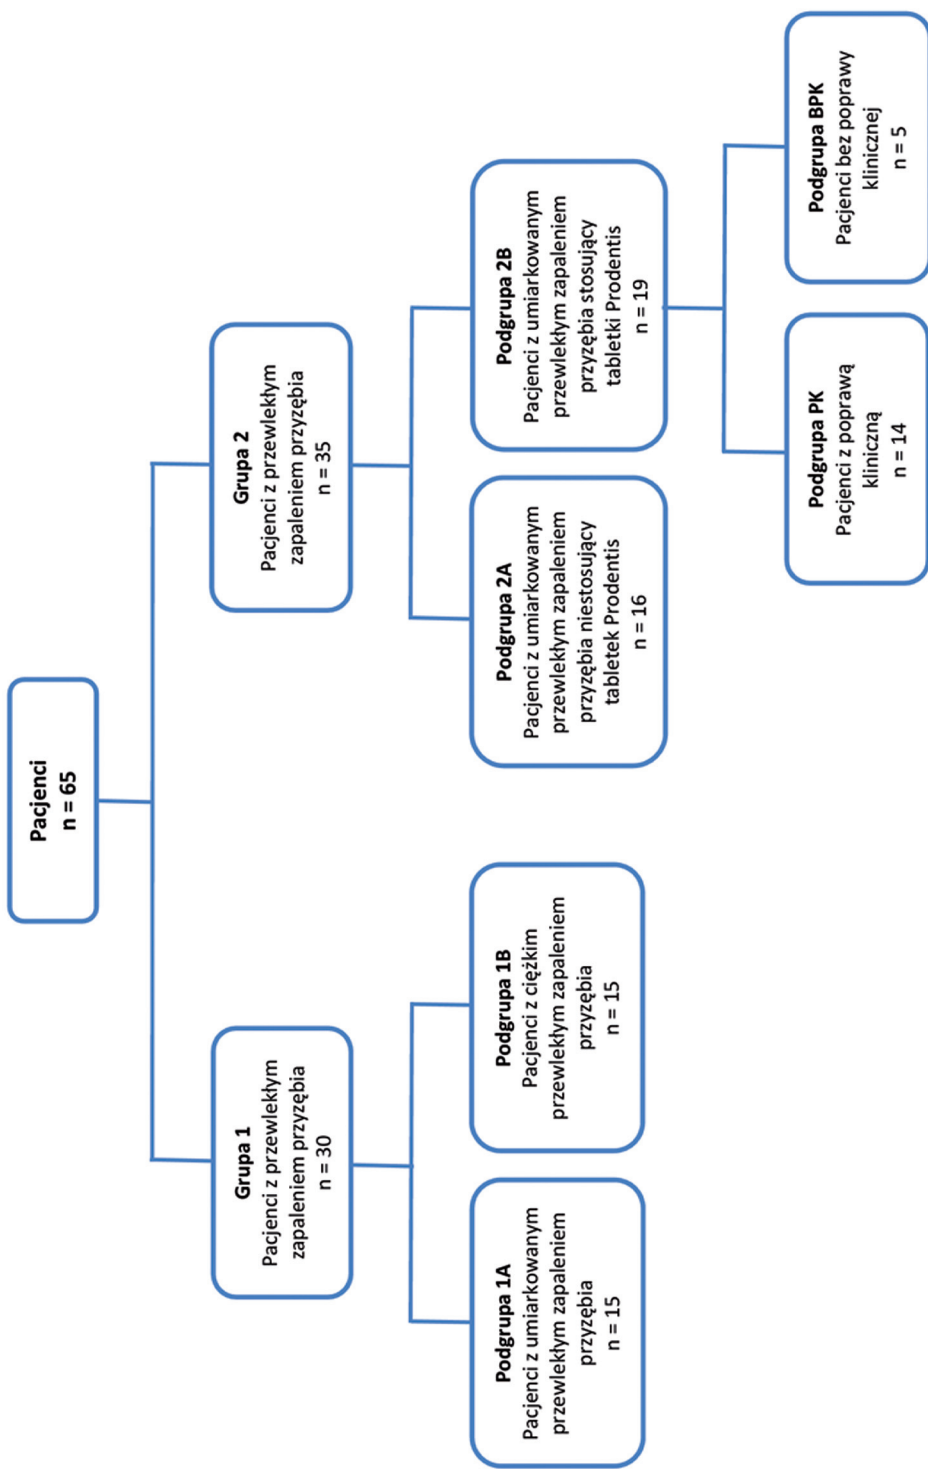 Pacjenci
n = 65
Grupa 1
Pacjenci z przewlekłym
zapaleniem przyzębia
n = 30
Grupa 2
Pacjenci z przewlekłym
zapaleniem przyzębia
n = 35
Podgrupa 1A
Pacjenci z umiarkowanym
przewlekłym zapaleniem
przyzębia
n = 15
Podgrupa 1B
Pacjenci z ciężkim
przewlekłym zapaleniem
przyzębia
n = 15
Podgrupa 2A
Pacjenci z umiarkowanym
przewlekłym zapaleniem
przyzębia niestosujący
tabletek Prodentis
n = 16
Podgrupa 2B
Pacjenci z umiarkowanym
przewlekłym zapaleniem
przyzębia stosujący
tabletki Prodentis
n = 19
Podgrupa PK
Pacjenci z poprawą
kliniczną
n = 14
Podgrupa BPK
Pacjenci bez poprawy
klinicznej
n = 5